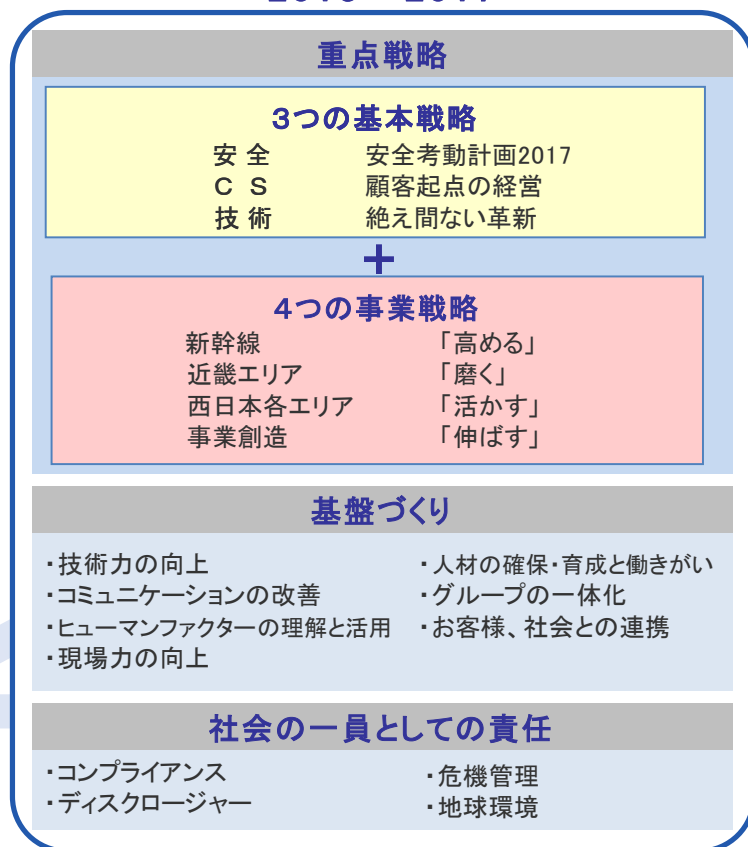 重点戦略
3つの基本戦略
安 全 安全考動計画2017
C S 顧客起点の経営
技 術 絶え間ない革新
+
4つの事業戦略
新幹線 「高める」
近畿エリア 「磨く」
西日本各エリア 「活かす」
事業創造 「伸ばす」
基盤づくり
・技術力の向上 ・人材の確保・育成と働きがい
・コミュニケーションの改善 ・グループの一体化
・ヒューマンファクターの理解と活用 ・お客様、社会との連携
・現場力の向上
社会の一員としての責任
・コンプライアンス ・危機管理
・ディスクロージャー ・地球環境